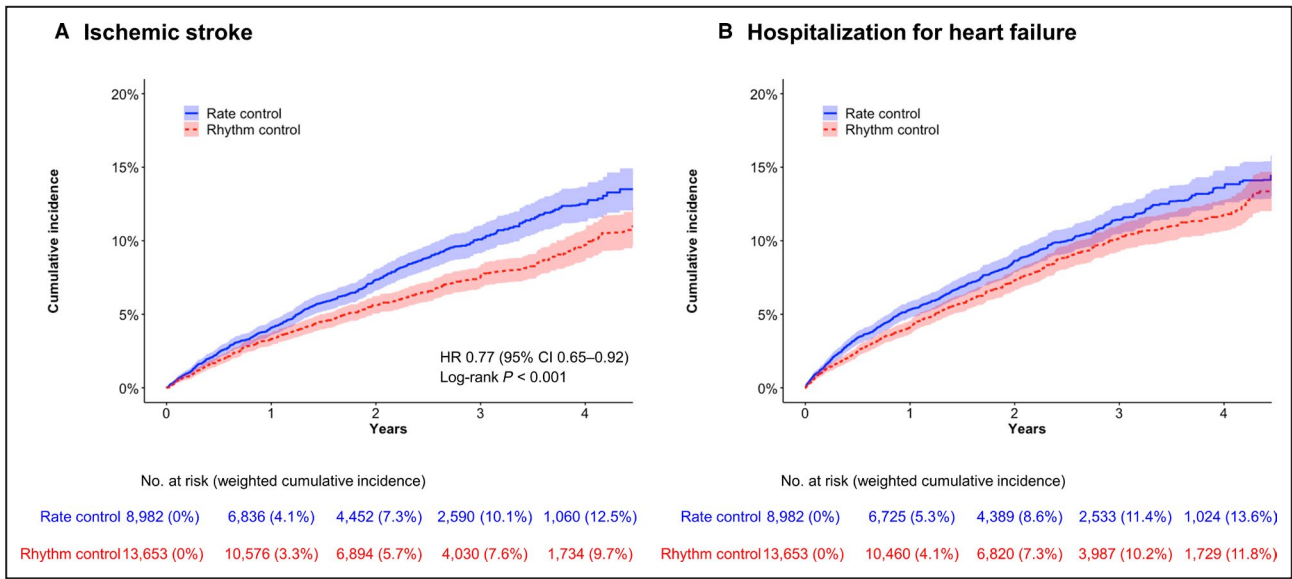 A Ischemic stroke
20%
15%
10%
5%
0%
Cumulative incidence
Rate control
Rhythm control
HR 0.77 (95% CI 0.65–0.92)
Log-rank P < 0.001
0 1 2 3 4
Years
No. at risk (weighted cumulative incidence)
Rate control 8,982 (0%) 6,836 (4.1%) 4,452 (7.3%) 2,590 (10.1%) 1,060 (12.5%)
Rhythm control 13,653 (0%) 10,576 (3.3%) 6,894 (5.7%) 4,030 (7.6%) 1,734 (9.7%)
B Hospitalization for heart failure
20%
15%
10%
5%
0%
Cumulative incidence
Rate control
Rhythm control
0 1 2 3 4
Years
No. at risk (weighted cumulative incidence)
Rate control 8,982 (0%) 6,725 (5.3%) 4,389 (8.6%) 2,533 (11.4%) 1,024 (13.6%)
Rhythm control 13,653 (0%) 10,460 (4.1%) 6,820 (7.3%) 3,987 (10.2%) 1,729 (11.8%)